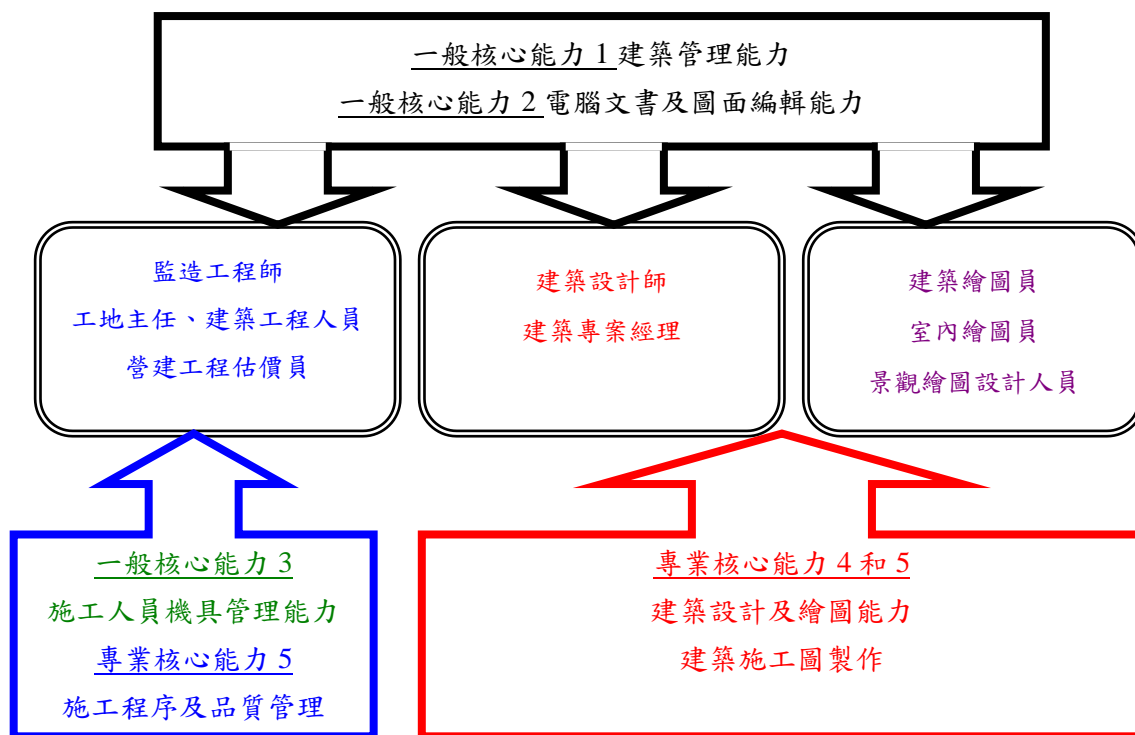 一般核心能力 1 建築管理能力
一般核心能力 2 電腦文書及圖面編輯能力
監造工程師
工地主任、建築工程人員
營建工程估價員
建築設計師
建築專案經理
建築繪圖員
室內繪圖員
景觀繪圖設計人員
一般核心能力 3
施工人員機具管理能力
專業核心能力 5
施工程序及品質管理
專業核心能力 4 和 5
建築設計及繪圖能力
建築施工圖製作